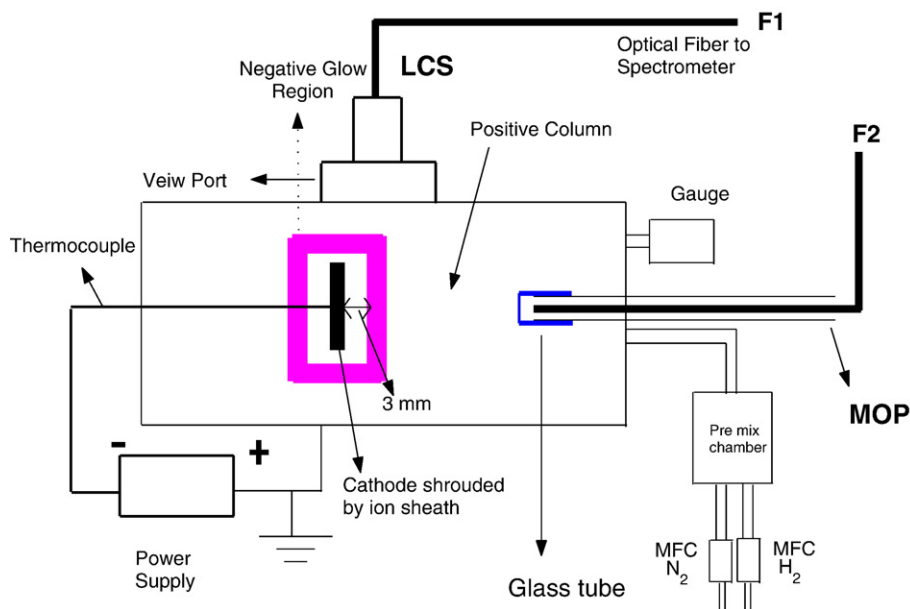 F1
Optical Fiber to
Spectrometer
LCS
Negative Glow
Region
F2
Positive Column
Veiw Port
Gauge
Thermocouple
3 mm
MOP
Pre mix
chamber
- +
Cathode shrouded
by ion sheath
Power
Supply
Glass tube
MFC
N2
MFC
H2